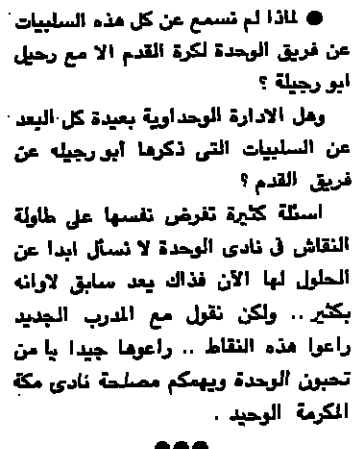 ● لماذا لم نسمع عن كل هذه السلبيات
عن فريق الوحدة لكرة القدم الا مع رحيل
ابو رجيلة ؟
وهل الادارة الوحداوية بعيدة كل البعد
عن السلبيات التى ذكرها أبو رجيله عن
فريق القدم ؟
اسئلة كثيرة تفرض نفسها على طاولة
النقاش فى نادى الوحدة لا نسأل ابدا عن
الحلول لها الآن فذاك يعد سابق لاوانه
بكثير .. ولكن نقول مع المدرب الجديد
راعوا هذه النقاط .. راعوها جيدا يا من
تحبون الوحدة ويهمكم مصلحة نادى مكة
المكرمة الوحيد .
●●●